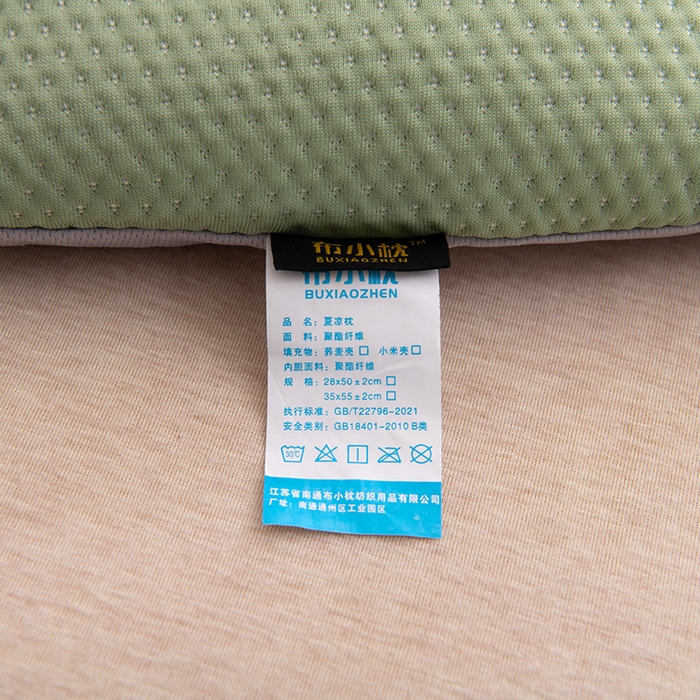 布小枕™
BUXIAOZHEN
布小枕
BUXIAOZHEN
品 名：夏凉枕
面 料：聚酯纤维
填充物：荞麦壳□ 小米壳□
内胆面料：聚酯纤维
规 格：28x50±2cm□
35x55±2cm□
执行标准：GB/T22796-2021
安全类别：GB18401-2010 B类
30℃
江苏省南通布小枕纺织用品有限公司
厂址：南通通州区工业园区